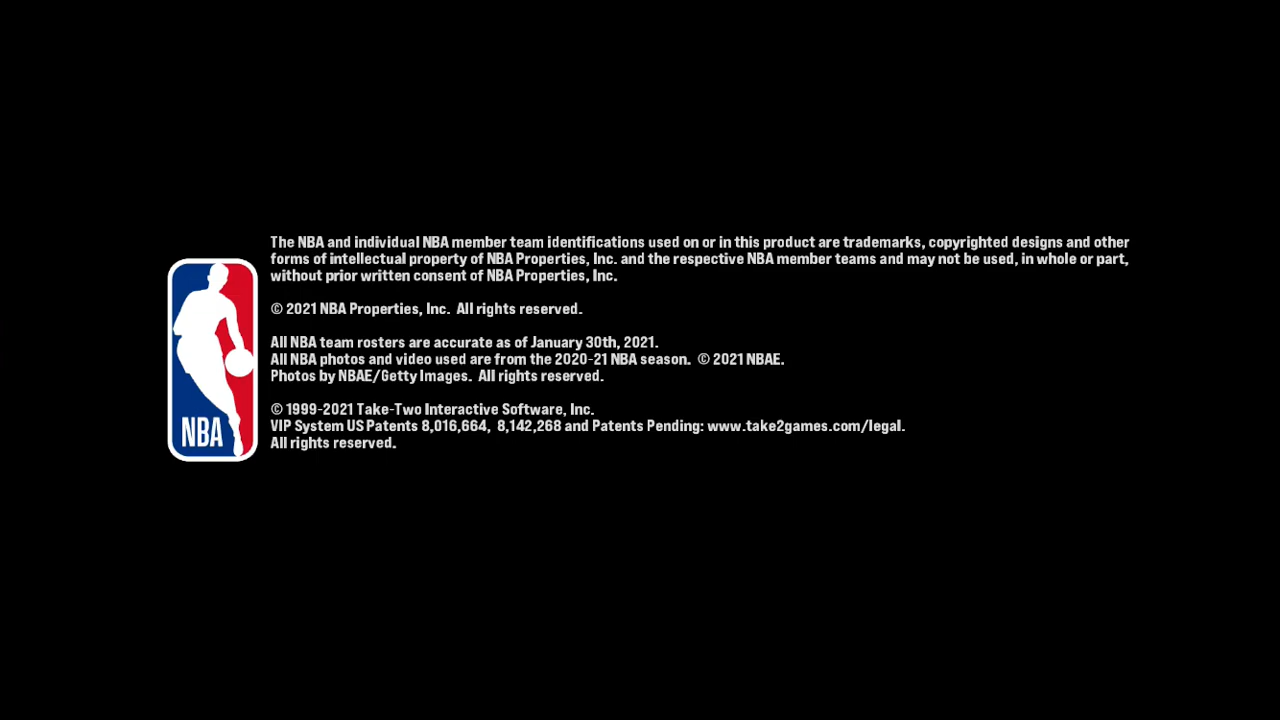 The NBA and individual NBA member team identifications used on or in this product are trademarks, copyrighted designs and other
forms of intellectual property of NBA Properties, Inc. and the respective NBA member teams and may not be used, in whole or part,
without prior written consent of NBA Properties, Inc.
© 2021 NBA Properties, Inc. All rights reserved.
All NBA team rosters are accurate as of January 30th, 2021.
All NBA photos and video used are from the 2020-21 NBA season. © 2021 NBAE.
Photos by NBAE/Getty Images. All rights reserved.
© 1999-2021 Take-Two Interactive Software, Inc.
VIP System US Patents 8,016,664, 8,142,268 and Patents Pending: www.take2games.com/legal.
All rights reserved.
NBA